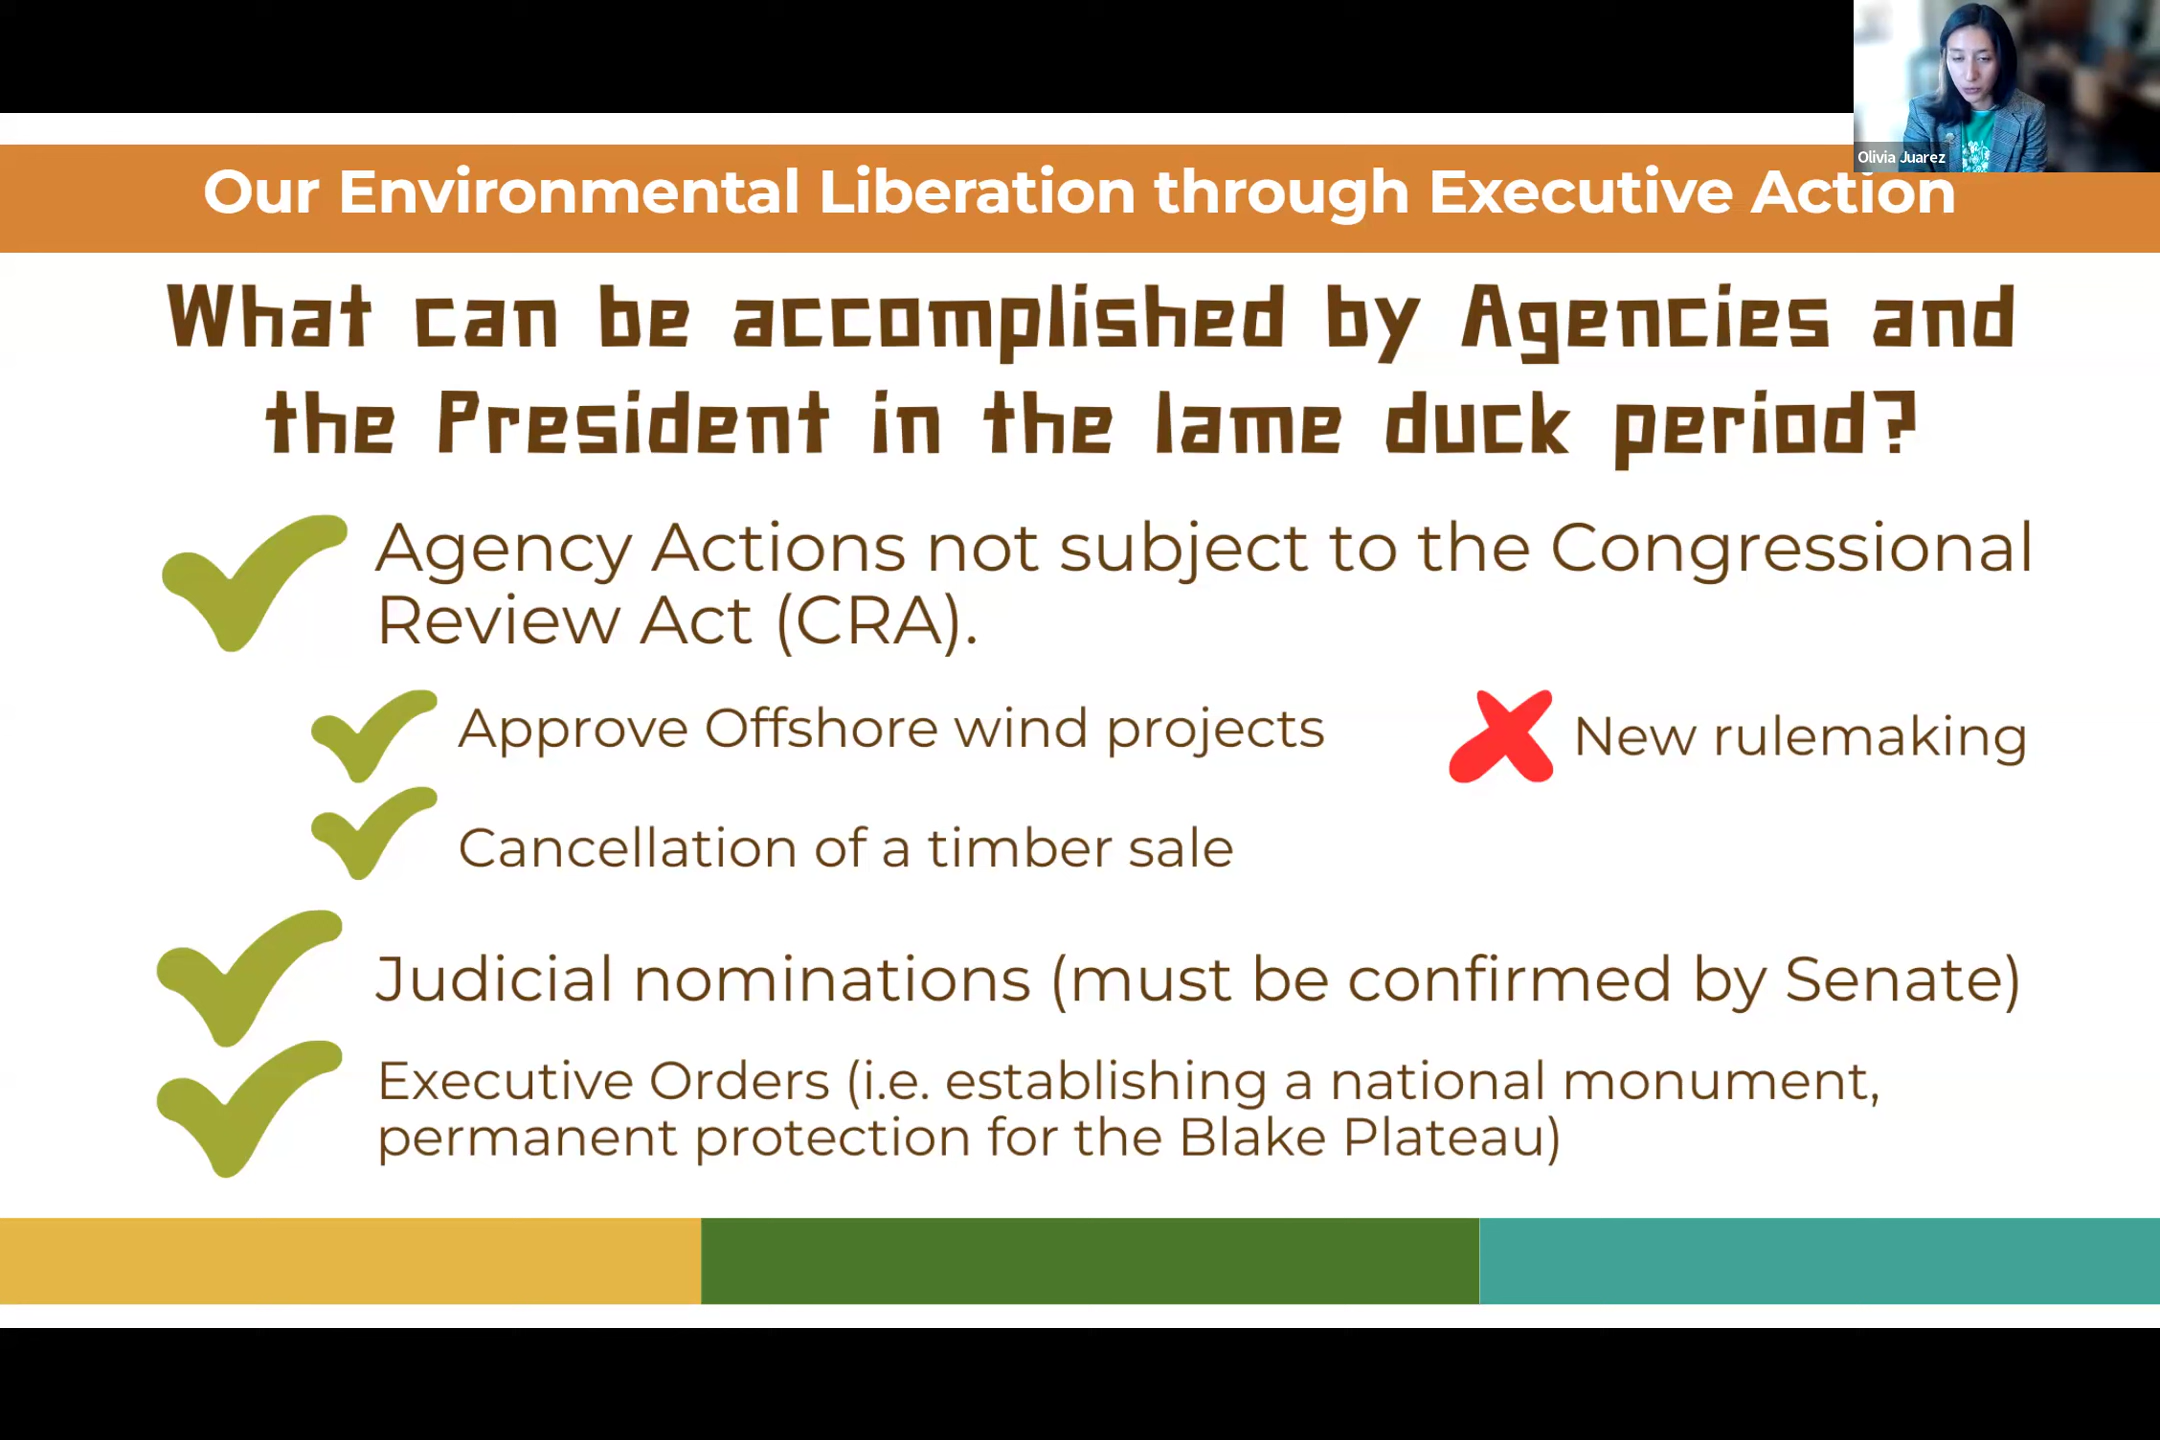 Olivia Juarez
Our Environmental Liberation through Executive Action
What can be accomplished by Agencies and
the President in the lame duck period?
Agency Actions not subject to the Congressional
Review Act (CRA).
Approve Offshore wind projects
New rulemaking
Cancellation of a timber sale
Judicial nominations (must be confirmed by Senate)
Executive Orders (i.e. establishing a national monument,
permanent protection for the Blake Plateau)